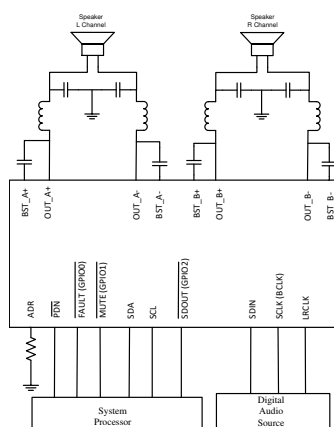 Speaker
L Channel
Speaker
R Channel
BST_A+
OUT_A+
OUT_A-
BST_A-
BST_B+
OUT_B+
OUT_B-
BST_B-
ADR
PDN
FAULT (GPIO0)
MUTE (GPIO1)
SDA
SCL
SDOUT (GPIO2)
SDIN
SCLK (BCLK)
LRCLK
System
Processor
Digital
Audio
Source